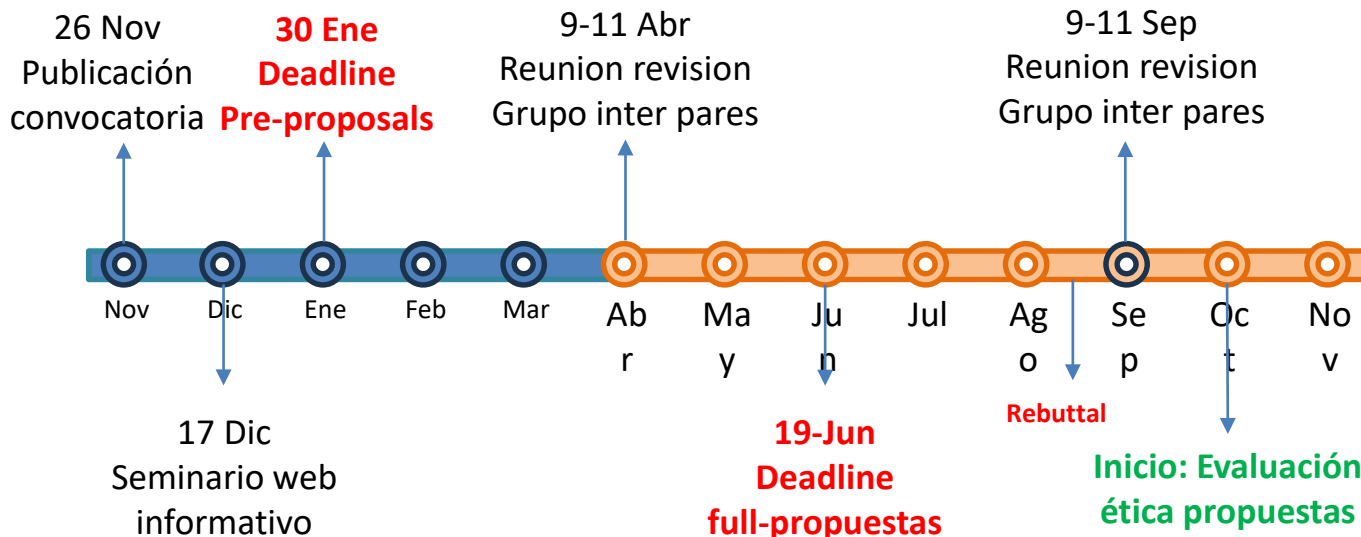 26 Nov
Publicación
convocatoria
30 Ene
Deadline
Pre-proposals
9-11 Abr
Reunion revision
Grupo inter pares
9-11 Sep
Reunion revision
Grupo inter pares
Nov
Dic
Ene
Feb
Mar
Ab
r
Ma
y
Ju
n
Jul
Ag
o
Se
p
Oc
t
No
v
17 Dic
Seminario web
informativo
19-Jun
Deadline
full-propuestas
Rebuttal
Inicio: Evaluación
ética propuestas